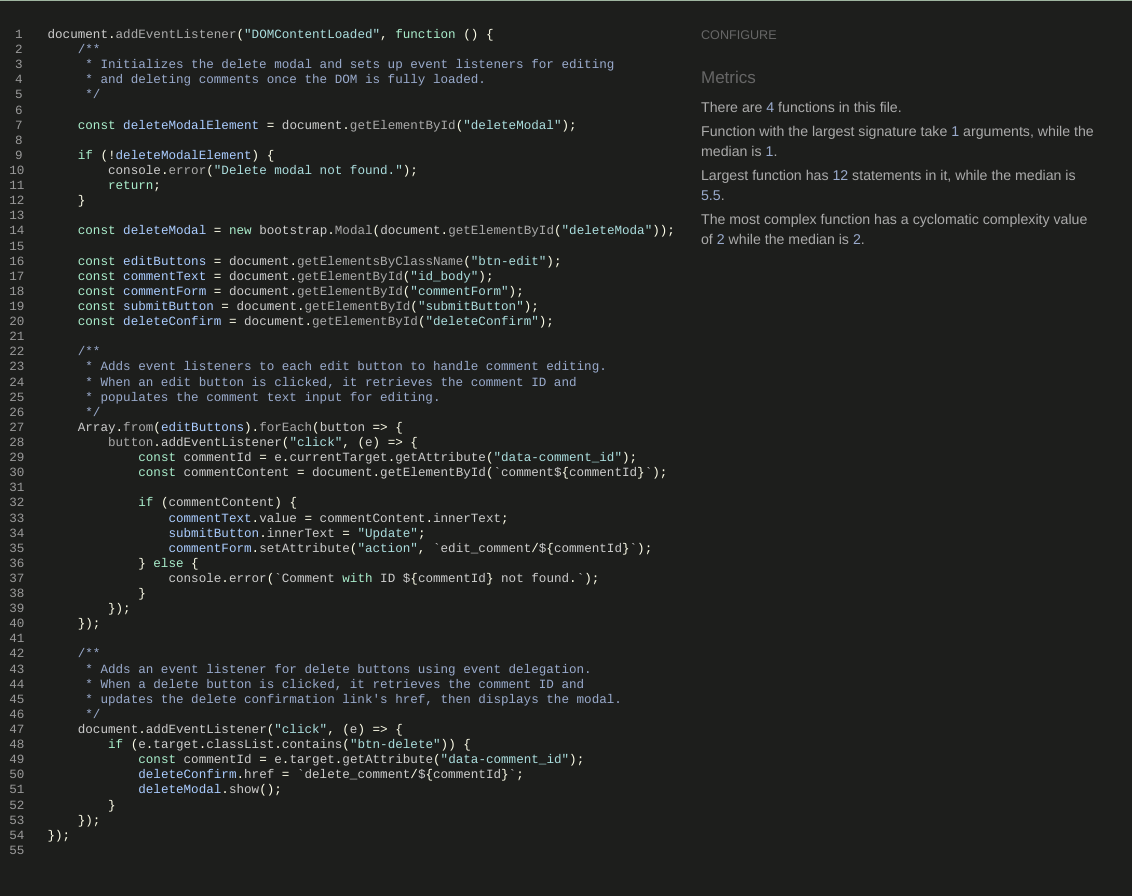 1 document.addEventListener("DOMContentLoaded", function () {
2     /**
3      * Initializes the delete modal and sets up event listeners for editing
4      * and deleting comments once the DOM is fully loaded.
5      */
6
7     const deleteModalElement = document.getElementById("deleteModal");
8
9     if (!deleteModalElement) {
10         console.error("Delete modal not found.");
11         return;
12     }
13
14     const deleteModal = new bootstrap.Modal(document.getElementById("deleteModa"));
15
16     const editButtons = document.getElementsByClassName("btn-edit");
17     const commentText = document.getElementById("id_body");
18     const commentForm = document.getElementById("commentForm");
19     const submitButton = document.getElementById("submitButton");
20     const deleteConfirm = document.getElementById("deleteConfirm");
21
22     /**
23      * Adds event listeners to each edit button to handle comment editing.
24      * When an edit button is clicked, it retrieves the comment ID and
25      * populates the comment text input for editing.
26      */
27     Array.from(editButtons).forEach(button => {
28         button.addEventListener("click", (e) => {
29             const commentId = e.currentTarget.getAttribute("data-comment_id");
30             const commentContent = document.getElementById(`comment${commentId}`);
31
32             if (commentContent) {
33                 commentText.value = commentContent.innerText;
34                 submitButton.innerText = "Update";
35                 commentForm.setAttribute("action", `edit_comment/${commentId}`);
36             } else {
37                 console.error(`Comment with ID ${commentId} not found.`);
38             }
39         });
40     });
41
42     /**
43      * Adds an event listener for delete buttons using event delegation.
44      * When a delete button is clicked, it retrieves the comment ID and
45      * updates the delete confirmation link's href, then displays the modal.
46      */
47     document.addEventListener("click", (e) => {
48         if (e.target.classList.contains("btn-delete")) {
49             const commentId = e.target.getAttribute("data-comment_id");
50             deleteConfirm.href = `delete_comment/${commentId}`;
51             deleteModal.show();
52         }
53     });
54 });
55
CONFIGURE
Metrics
There are 4 functions in this file.
Function with the largest signature take 1 arguments, while the
median is 1.
Largest function has 12 statements in it, while the median is
5.5.
The most complex function has a cyclomatic complexity value
of 2 while the median is 2.